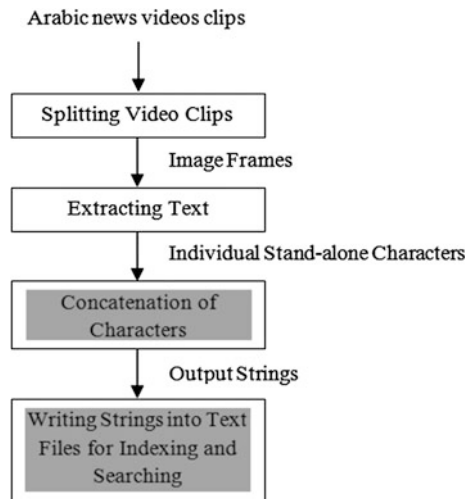 Arabic news videos clips
Splitting Video Clips
Image Frames
Extracting Text
Individual Stand-alone Characters
Concatenation of
Characters
Output Strings
Writing Strings into Text
Files for Indexing and
Searching